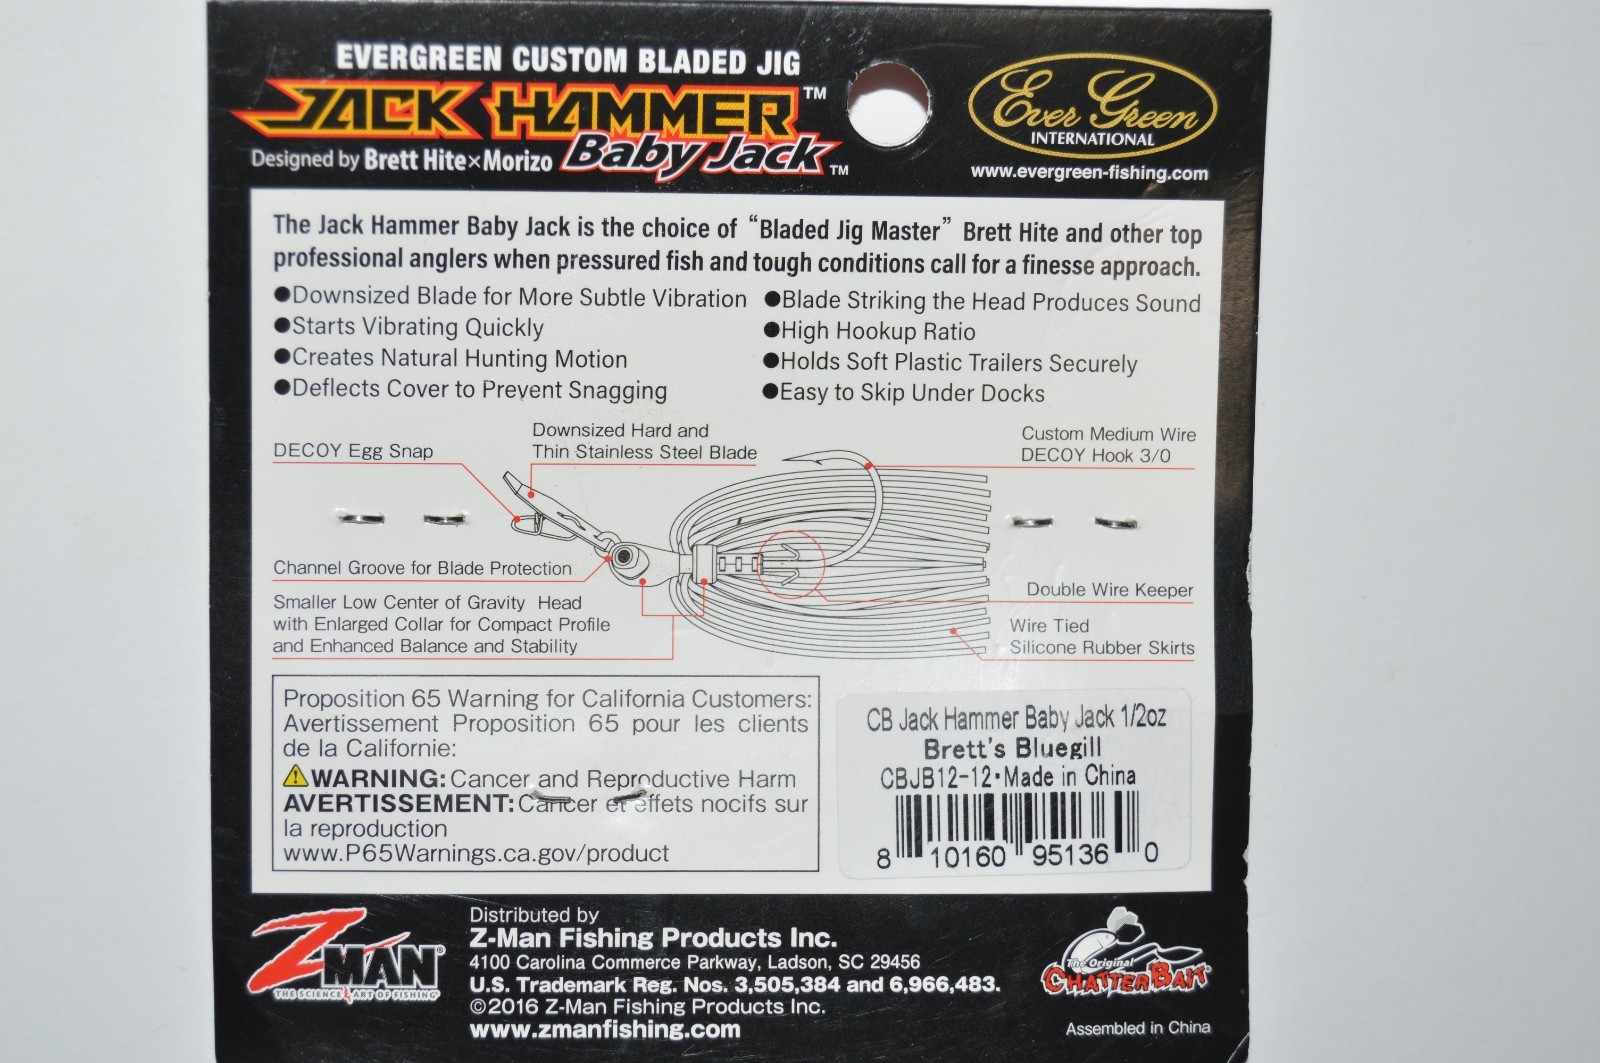 EVERGREEN CUSTOM BLADED JIG
JACK HAMMER™
Designed by Brett Hite×Morizo Baby Jack™
Ever Green
INTERNATIONAL
www.evergreen-fishing.com
The Jack Hammer Baby Jack is the choice of “Bladed Jig Master” Brett Hite and other top
professional anglers when pressured fish and tough conditions call for a finesse approach.
●Downsized Blade for More Subtle Vibration
●Starts Vibrating Quickly
●Creates Natural Hunting Motion
●Deflects Cover to Prevent Snagging
●Blade Striking the Head Produces Sound
●High Hookup Ratio
●Holds Soft Plastic Trailers Securely
●Easy to Skip Under Docks
DECOY Egg Snap
Downsized Hard and
Thin Stainless Steel Blade
Custom Medium Wire
DECOY Hook 3/0
Channel Groove for Blade Protection
Smaller Low Center of Gravity Head
with Enlarged Collar for Compact Profile
and Enhanced Balance and Stability
Double Wire Keeper
Wire Tied
Silicone Rubber Skirts
Proposition 65 Warning for California Customers:
Avertissement Proposition 65 pour les clients
de la Californie:
⚠WARNING: Cancer and Reproductive Harm
AVERTISSEMENT: Cancer et effets nocifs sur
la reproduction
www.P65Warnings.ca.gov/product
CB Jack Hammer Baby Jack 1/2oz
Brett's Bluegill
CBJB12-12•Made in China
8 10160 95136 0
Z MAN®
THE SCIENCE & ART OF FISHING®
Distributed by
Z-Man Fishing Products Inc.
4100 Carolina Commerce Parkway, Ladson, SC 29456
U.S. Trademark Reg. Nos. 3,505,384 and 6,966,483.
©2016 Z-Man Fishing Products Inc.
www.zmanfishing.com
The Original
CHATTERBAIT®
Assembled in China